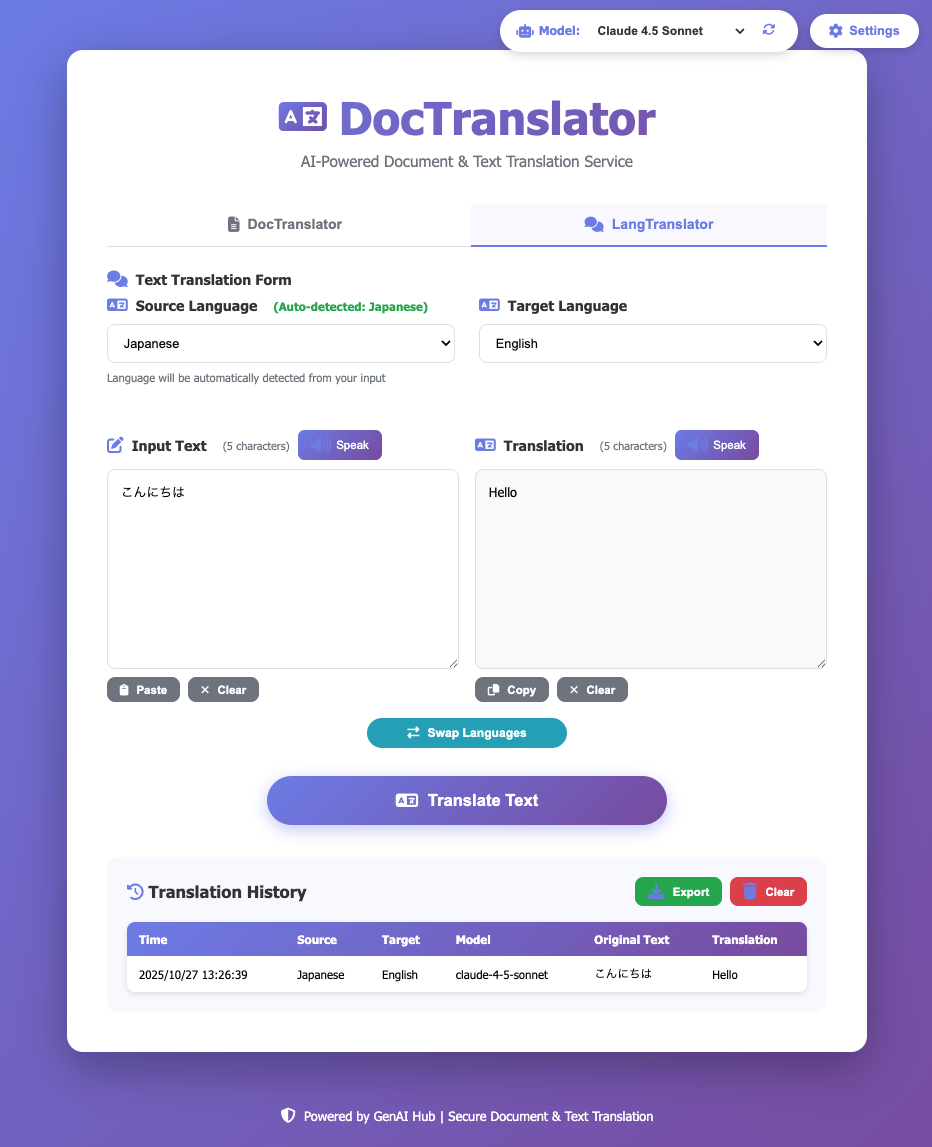 Model: Claude 4.5 Sonnet
Settings
DocTranslator
AI-Powered Document & Text Translation Service
DocTranslator
LangTranslator
Text Translation Form
Source Language (Auto-detected: Japanese)
Target Language
Japanese
English
Language will be automatically detected from your input
Input Text (5 characters) Speak
Translation (5 characters) Speak
こんにちは
Hello
Paste Clear
Copy Clear
Swap Languages
Translate Text
Translation History
Export Clear
Time Source Target Model Original Text Translation
2025/10/27 13:26:39 Japanese English claude-4-5-sonnet こんにちは Hello
Powered by GenAI Hub | Secure Document & Text Translation